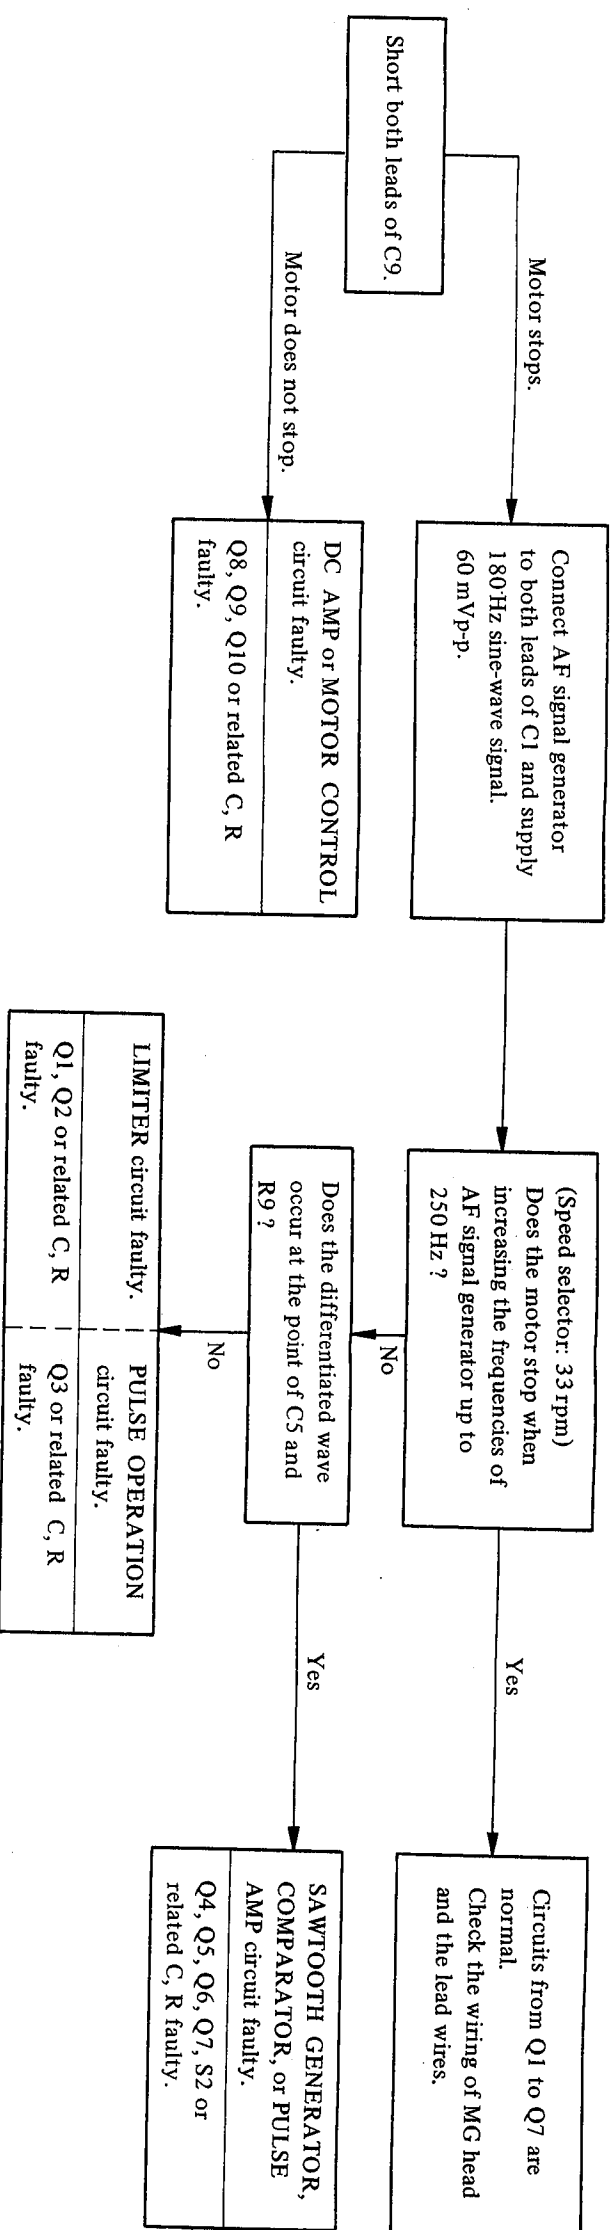 Short both leads of C9.
Motor stops.
Motor does not stop.
Connect AF signal generator
to both leads of C1 and supply
180 Hz sine-wave signal.
60 mVp-p.
DC AMP or MOTOR CONTROL
circuit faulty.
Q8, Q9, Q10 or related C, R
faulty.
(Speed selector: 33 rpm)
Does the motor stop when
increasing the frequencies of
AF signal generator up to
250 Hz ?
No
Yes
Does the differentiated wave
occur at the point of C5 and
R9 ?
No
Yes
LIMITER circuit faulty.
Q1, Q2 or related C, R
faulty.
PULSE OPERATION
circuit faulty.
Q3 or related C, R
faulty.
Circuits from Q1 to Q7 are
normal.
Check the wiring of MG head
and the lead wires.
SAWTOOTH GENERATOR,
COMPARATOR, or PULSE
AMP circuit faulty.
Q4, Q5, Q6, Q7, S2 or
related C, R faulty.